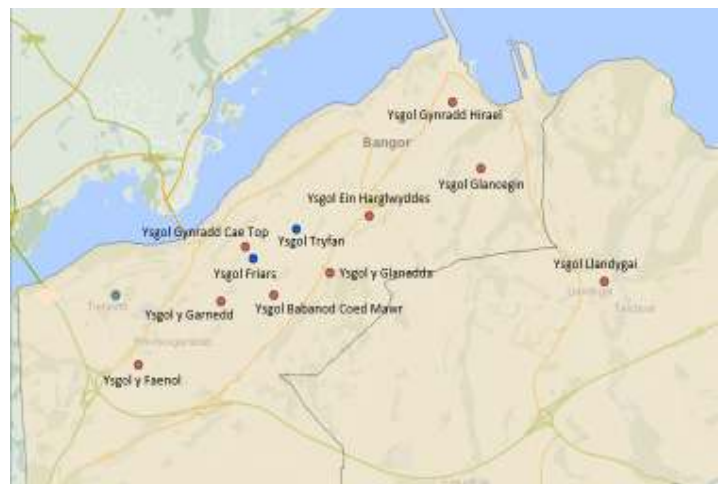 Ysgol Gynradd Hirael
Bangor
Ysgol Glancegin
Ysgol Ein Harglwyddes
Ysgol Gynradd Cae Top
Ysgol Tryfan
Ysgol Friars
Ysgol y Glanadda
Ysgol Llandygai
Ysgol y Garnedd
Ysgol Babanod Coed Mawr
Ysgol y Faenol